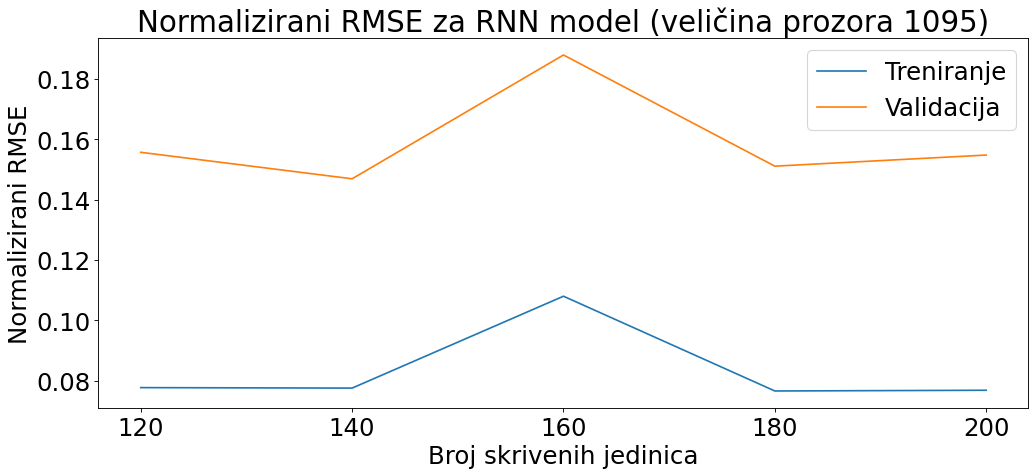 Normalizirani RMSE za RNN model (veličina prozora 1095)
Treniranje
Validacija
Normalizirani RMSE
0.18
0.16
0.14
0.12
0.10
0.08
120 140 160 180 200
Broj skrivenih jedinica